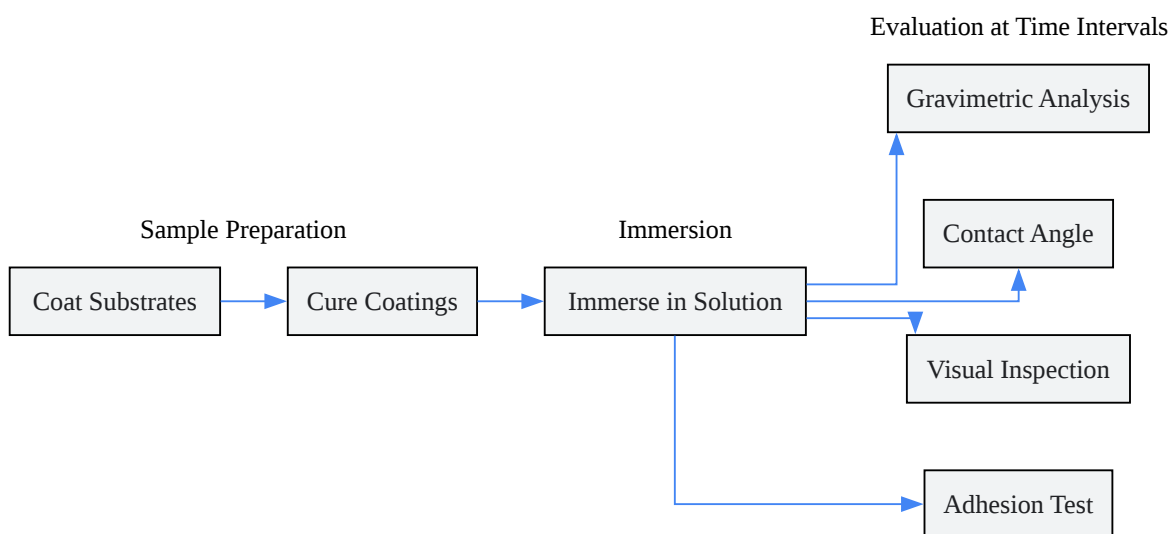 Evaluation at Time Intervals
Gravimetric Analysis
Contact Angle
Sample Preparation
Immersion
Coat Substrates
Cure Coatings
Immerse in Solution
Visual Inspection
Adhesion Test